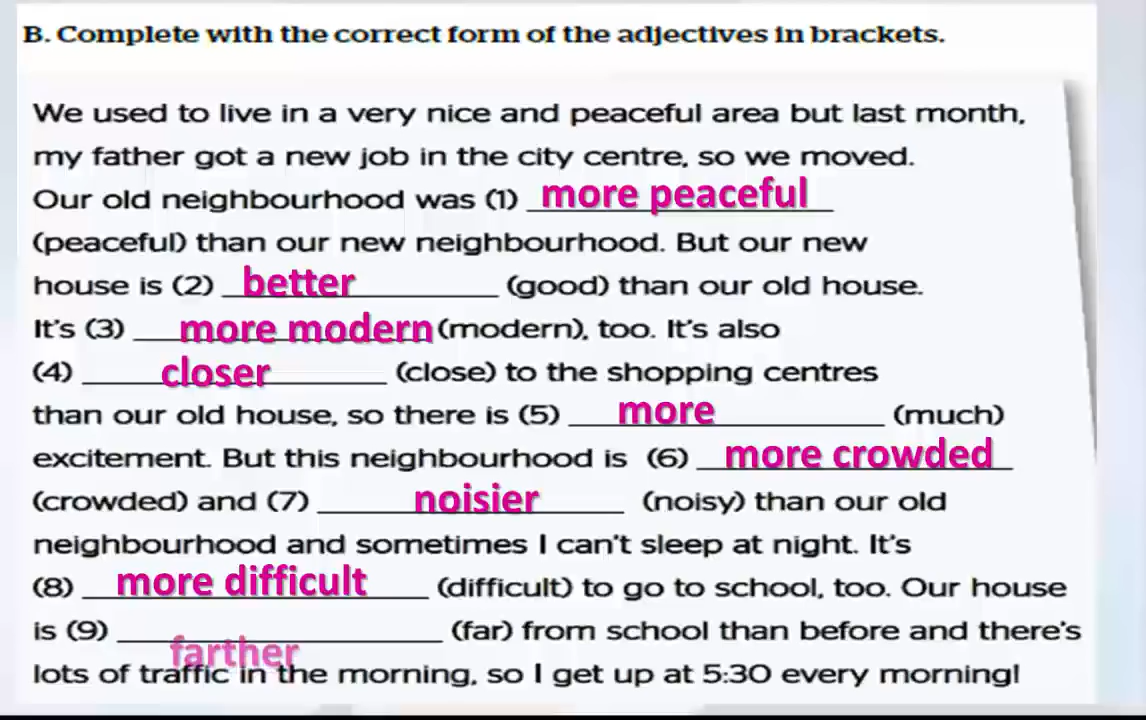 B. Complete with the correct form of the adjectives in brackets.
We used to live in a very nice and peaceful area but last month,
my father got a new job in the city centre, so we moved.
Our old neighbourhood was (1) more peaceful
(peaceful) than our new neighbourhood. But our new
house is (2) better (good) than our old house.
It's (3) more modern (modern), too. It's also
(4) closer (close) to the shopping centres
than our old house, so there is (5) more (much)
excitement. But this neighbourhood is (6) more crowded
(crowded) and (7) noisier (noisy) than our old
neighbourhood and sometimes I can't sleep at night. It's
(8) more difficult (difficult) to go to school, too. Our house
is (9) farther (far) from school than before and there's
lots of traffic in the morning, so I get up at 5:30 every morning!